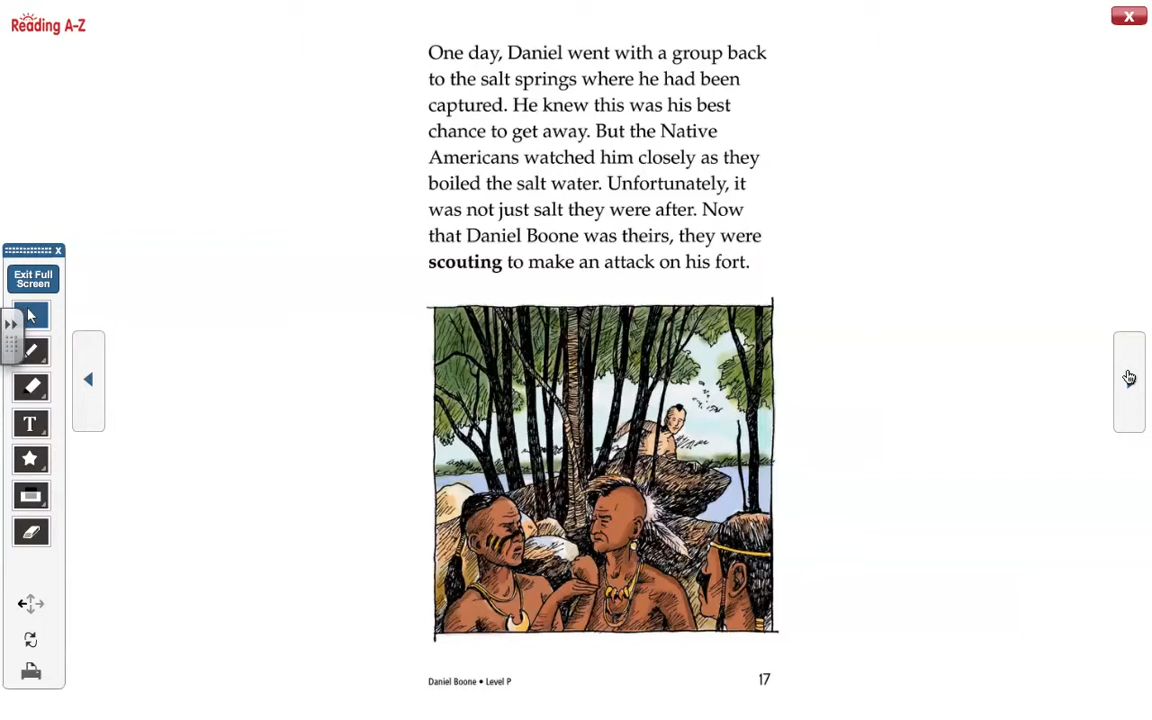 Reading A-Z
X
One day, Daniel went with a group back
to the salt springs where he had been
captured. He knew this was his best
chance to get away. But the Native
Americans watched him closely as they
boiled the salt water. Unfortunately, it
was not just salt they were after. Now
that Daniel Boone was theirs, they were
scouting to make an attack on his fort.
x
Exit Full
Screen
T
Daniel Boone • Level P
17